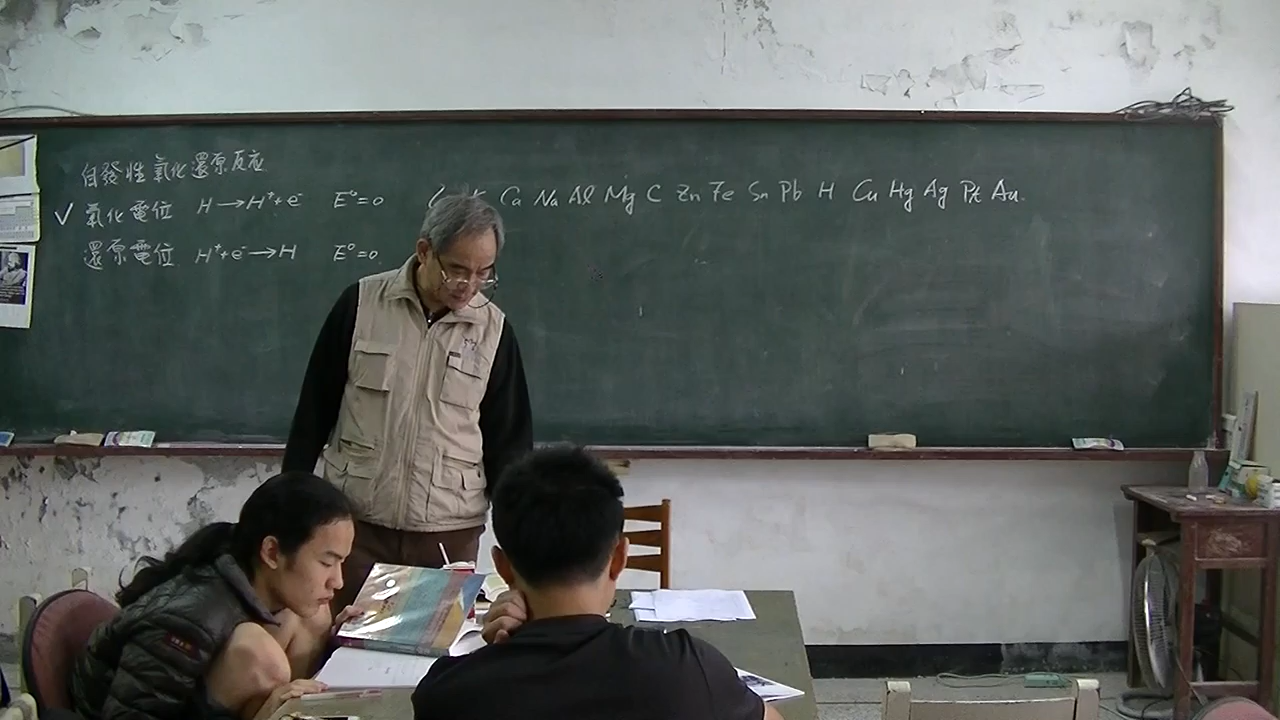 自發性氧化還原反应
✓ 氧化電位 H → H⁺ + e⁻ E°=0 Ca Na Al Mg C Zn Fe Sn Pb H Cu Hg Ag Pt Au
還原電位 H⁺ + e⁻ → H E°=0